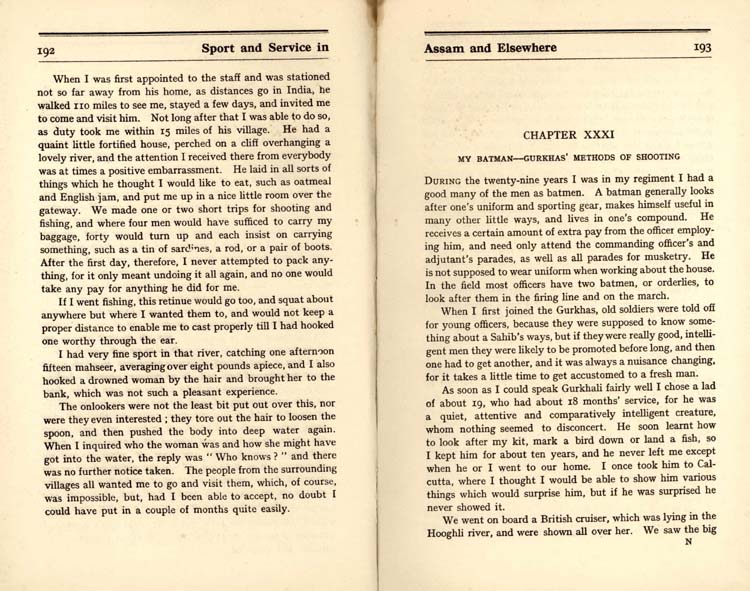 192 Sport and Service in
When I was first appointed to the staff and was stationed
not so far away from his home, as distances go in India, he
walked 110 miles to see me, stayed a few days, and invited me
to come and visit him. Not long after that I was able to do so,
as duty took me within 15 miles of his village. He had a
quaint little fortified house, perched on a cliff overhanging a
lovely river, and the attention I received there from everybody
was at times a positive embarrassment. He laid in all sorts of
things which he thought I would like to eat, such as oatmeal
and English jam, and put me up in a nice little room over the
gateway. We made one or two short trips for shooting and
fishing, and where four men would have sufficed to carry my
baggage, forty would turn up and each insist on carrying
something, such as a tin of sardines, a rod, or a pair of boots.
After the first day, therefore, I never attempted to pack any-
thing, for it only meant undoing it all again, and no one would
take any pay for anything he did for me.
If I went fishing, this retinue would go too, and squat about
anywhere but where I wanted them to, and would not keep a
proper distance to enable me to cast properly till I had hooked
one worthy through the ear.
I had very fine sport in that river, catching one afternoon
fifteen mahseer, averaging over eight pounds apiece, and I also
hooked a drowned woman by the hair and brought her to the
bank, which was not such a pleasant experience.
The onlookers were not the least bit put out over this, nor
were they even interested; they tore out the hair to loosen the
spoon, and then pushed the body into deep water again.
When I inquired who the woman was and how she might have
got into the water, the reply was "Who knows?" and there
was no further notice taken. The people from the surrounding
villages all wanted me to go and visit them, which, of course,
was impossible, but, had I been able to accept, no doubt I
could have put in a couple of months quite easily.
Assam and Elsewhere 193
CHAPTER XXXI
MY BATMAN—GURKHAS' METHODS OF SHOOTING
DURING the twenty-nine years I was in my regiment I had a
good many of the men as batmen. A batman generally looks
after one's uniform and sporting gear, makes himself useful in
many other little ways, and lives in one's compound. He
receives a certain amount of extra pay from the officer employ-
ing him, and need only attend the commanding officer's and
adjutant's parades, as well as all parades for musketry. He
is not supposed to wear uniform when working about the house.
In the field most officers have two batmen, or orderlies, to
look after them in the firing line and on the march.
When I first joined the Gurkhas, old soldiers were told off
for young officers, because they were supposed to know some-
thing about a Sahib's ways, but if they were really good, intelli-
gent men they were likely to be promoted before long, and then
one had to get another, and it was always a nuisance changing,
for it takes a little time to get accustomed to a fresh man.
As soon as I could speak Gurkhali fairly well I chose a lad
of about 19, who had about 18 months' service, for he was
a quiet, attentive and comparatively intelligent creature,
whom nothing seemed to disconcert. He soon learnt how
to look after my kit, mark a bird down or land a fish, so
I kept him for about ten years, and he never left me except
when he or I went to our home. I once took him to Cal-
cutta, where I thought I would be able to show him various
things which would surprise him, but if he was surprised he
never showed it.
We went on board a British cruiser, which was lying in the
Hooghli river, and were shown all over her. We saw the big
N